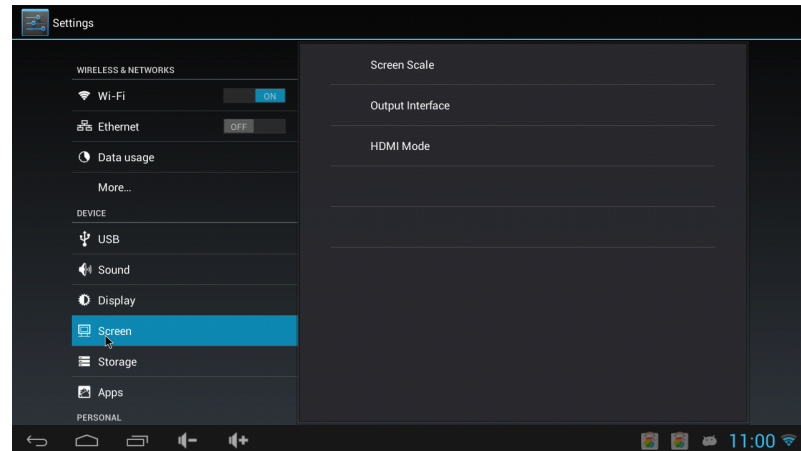 Settings
WIRELESS & NETWORKS
Wi-Fi ON
Ethernet OFF
Data usage
More...
DEVICE
USB
Sound
Display
Screen
Storage
Apps
PERSONAL
Screen Scale
Output Interface
HDMI Mode
11:00